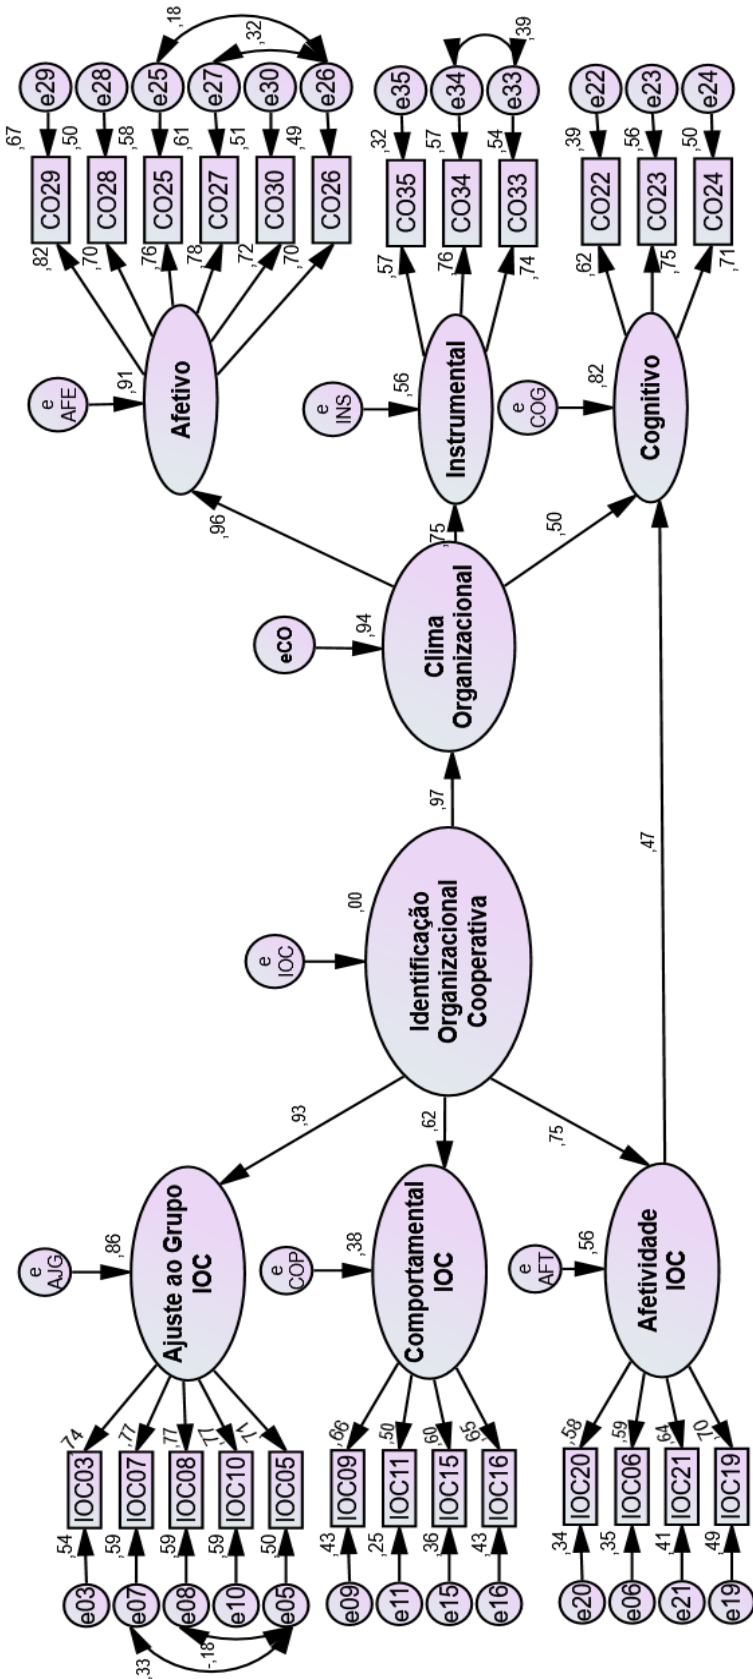 ,67
,50
,58
,61
,51
,49
e29
e28
e25
e27
e30
e26
,18
,32
CO29
CO28
CO25
CO27
CO30
CO26
,82
,70
,76
,78
,72
,70
e
AFE
,91
Afetivo
,96
,32
,57
,54
e35
e34
e33
,39
CO35
CO34
CO33
,57
,76
,74
e
INS
,56
Instrumental
,75
,39
,56
,50
e22
e23
e24
CO22
CO23
CO24
,62
,75
,71
e
COG
,82
Cognitivo
,50
eCO
,94
Clima
Organizacional
,97
,47
e
IOC
,00
Identificação
Organizacional
Cooperativa
,93
,62
,75
e
AJG
,86
Ajuste ao Grupo
IOC
,74
,77
,77
,77
,71
IOC03
IOC07
IOC08
IOC10
IOC05
,54
,59
,59
,59
,50
e03
e07
e08
e10
e05
,33
-,18
e
COP
,38
Comportamental
IOC
,66
,50
,60
,65
IOC09
IOC11
IOC15
IOC16
,43
,25
,36
,43
e09
e11
e15
e16
e
AFT
,56
Afetividade
IOC
,58
,59
,64
,70
IOC20
IOC06
IOC21
IOC19
,34
,35
,41
,49
e20
e06
e21
e19